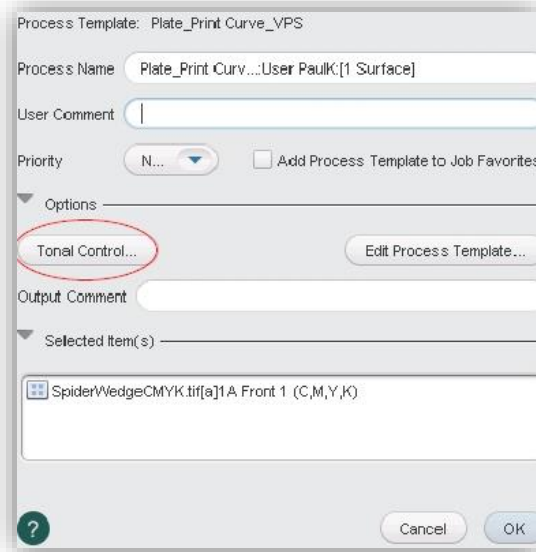 Process Template: Plate_Print Curve_VPS
Process Name Plate_Print Curv...:User PaulK:[1 Surface]
User Comment
Priority N... Add Process Template to Job Favorites
Options
Tonal Control... Edit Process Template...
Output Comment
Selected Item(s)
SpiderWedgeCMYK.tif[a]1A Front 1 (C,M,Y,K)
? Cancel OK